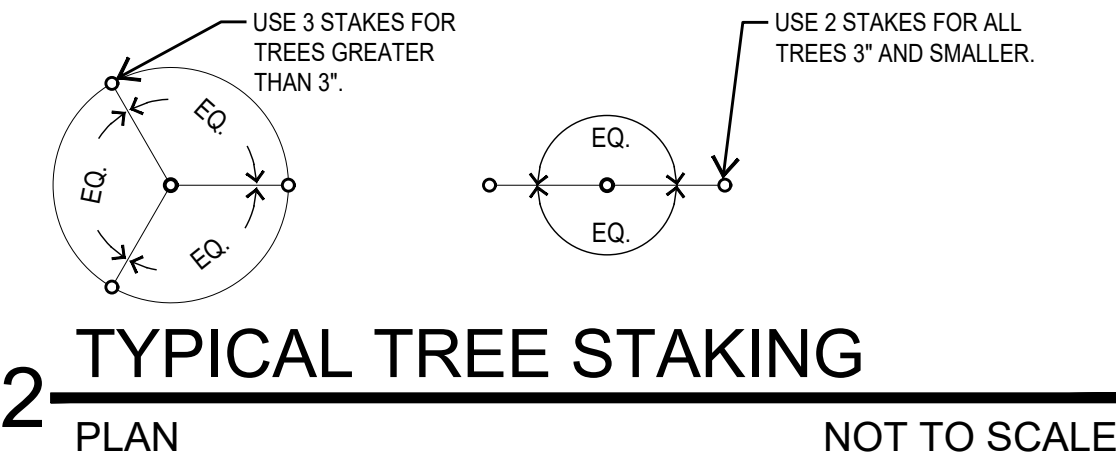 USE 3 STAKES FOR
TREES GREATER
THAN 3".
EQ.
EQ.
EQ.
USE 2 STAKES FOR ALL
TREES 3" AND SMALLER.
EQ.
EQ.
2
TYPICAL TREE STAKING
PLAN
NOT TO SCALE